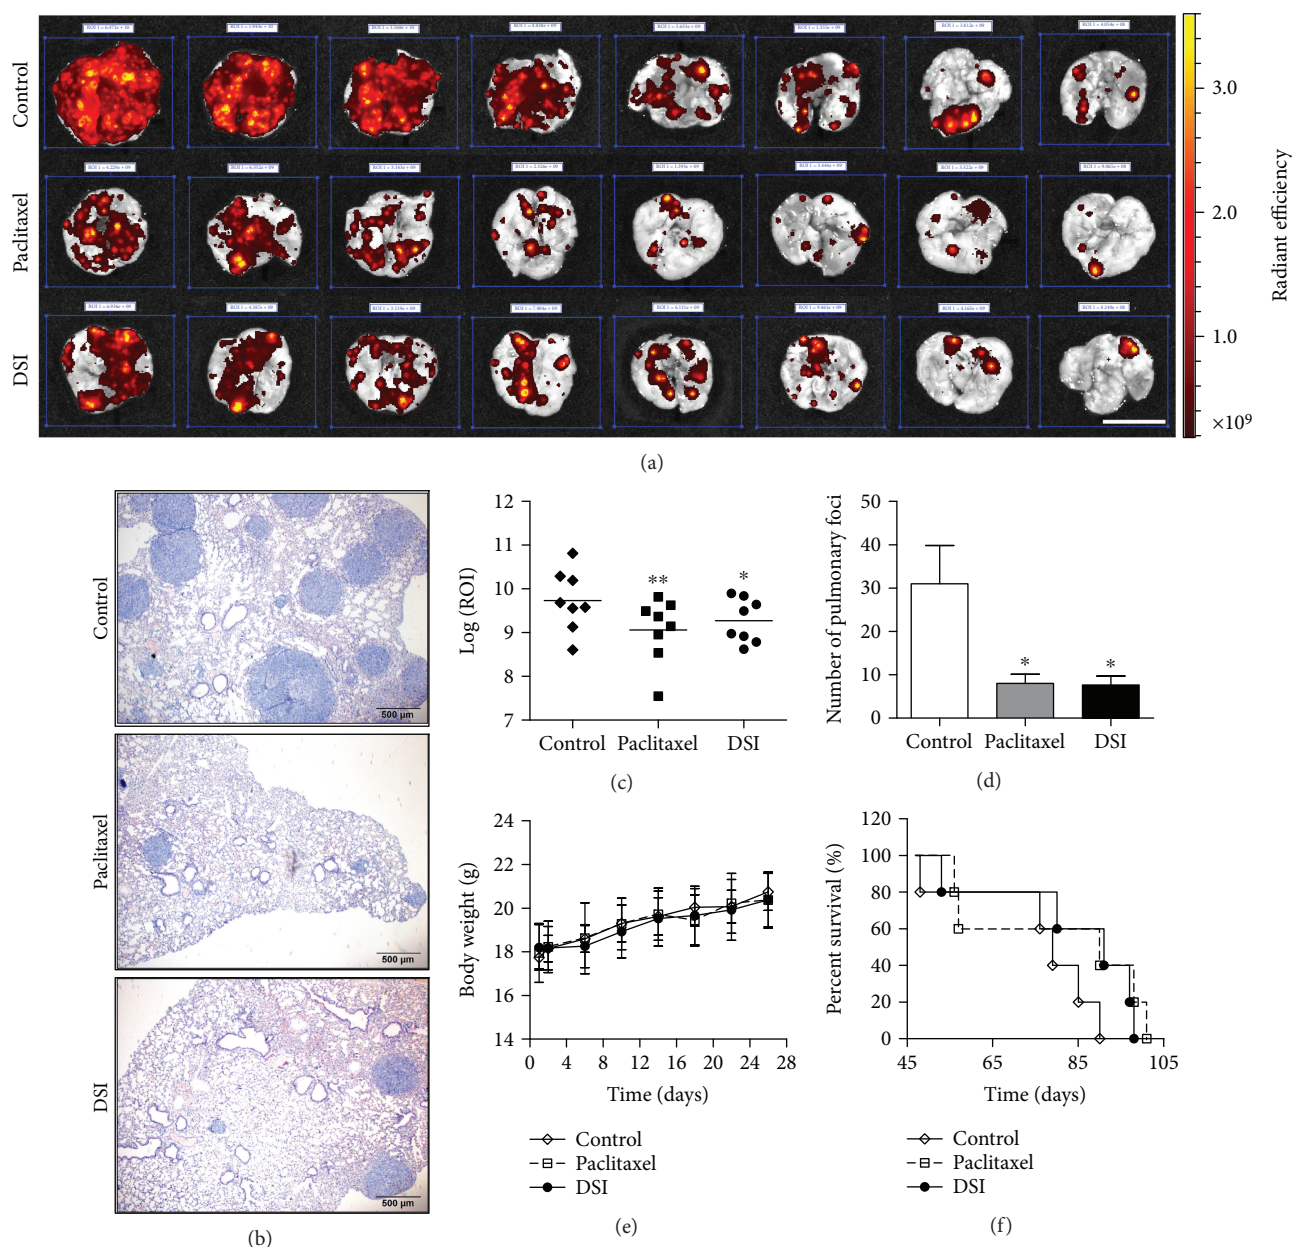 Control
Paclitaxel
DSI
3.0
2.0
1.0
×10⁹
Radiant efficiency
(a)
Control
500 µm
Paclitaxel
500 µm
DSI
500 µm
(b)
Log (ROI)
12
11
10
9
8
7
**
*
Control Paclitaxel DSI
(c)
Number of pulmonary foci
50
40
30
20
10
0
*
*
Control Paclitaxel DSI
(d)
Body weight (g)
24
22
20
18
16
14
0 4 8 12 16 20 24 28
Time (days)
Control
Paclitaxel
DSI
(e)
Percent survival (%)
120
100
80
60
40
20
0
45 65 85 105
Time (days)
Control
Paclitaxel
DSI
(f)